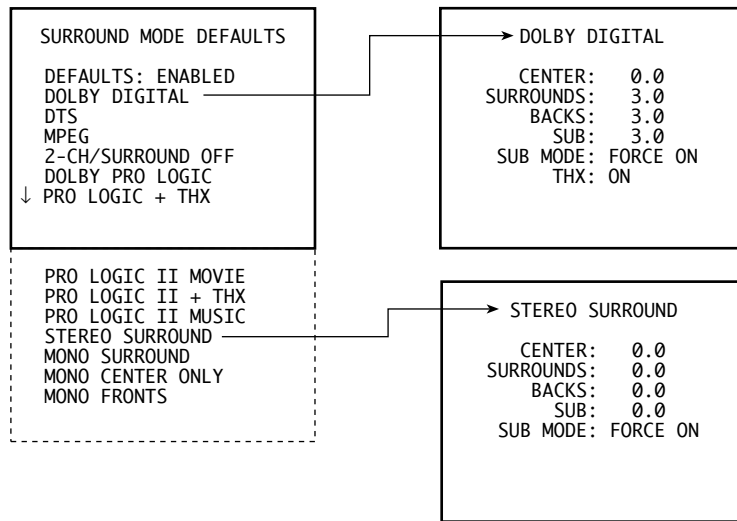 SURROUND MODE DEFAULTS
DEFAULTS: ENABLED
DOLBY DIGITAL
DTS
MPEG
2-CH/SURROUND OFF
DOLBY PRO LOGIC
↓ PRO LOGIC + THX
PRO LOGIC II MOVIE
PRO LOGIC II + THX
PRO LOGIC II MUSIC
STEREO SURROUND
MONO SURROUND
MONO CENTER ONLY
MONO FRONTS
DOLBY DIGITAL
CENTER: 0.0
SURROUNDS: 3.0
BACKS: 3.0
SUB: 3.0
SUB MODE: FORCE ON
THX: ON
STEREO SURROUND
CENTER: 0.0
SURROUNDS: 0.0
BACKS: 0.0
SUB: 0.0
SUB MODE: FORCE ON